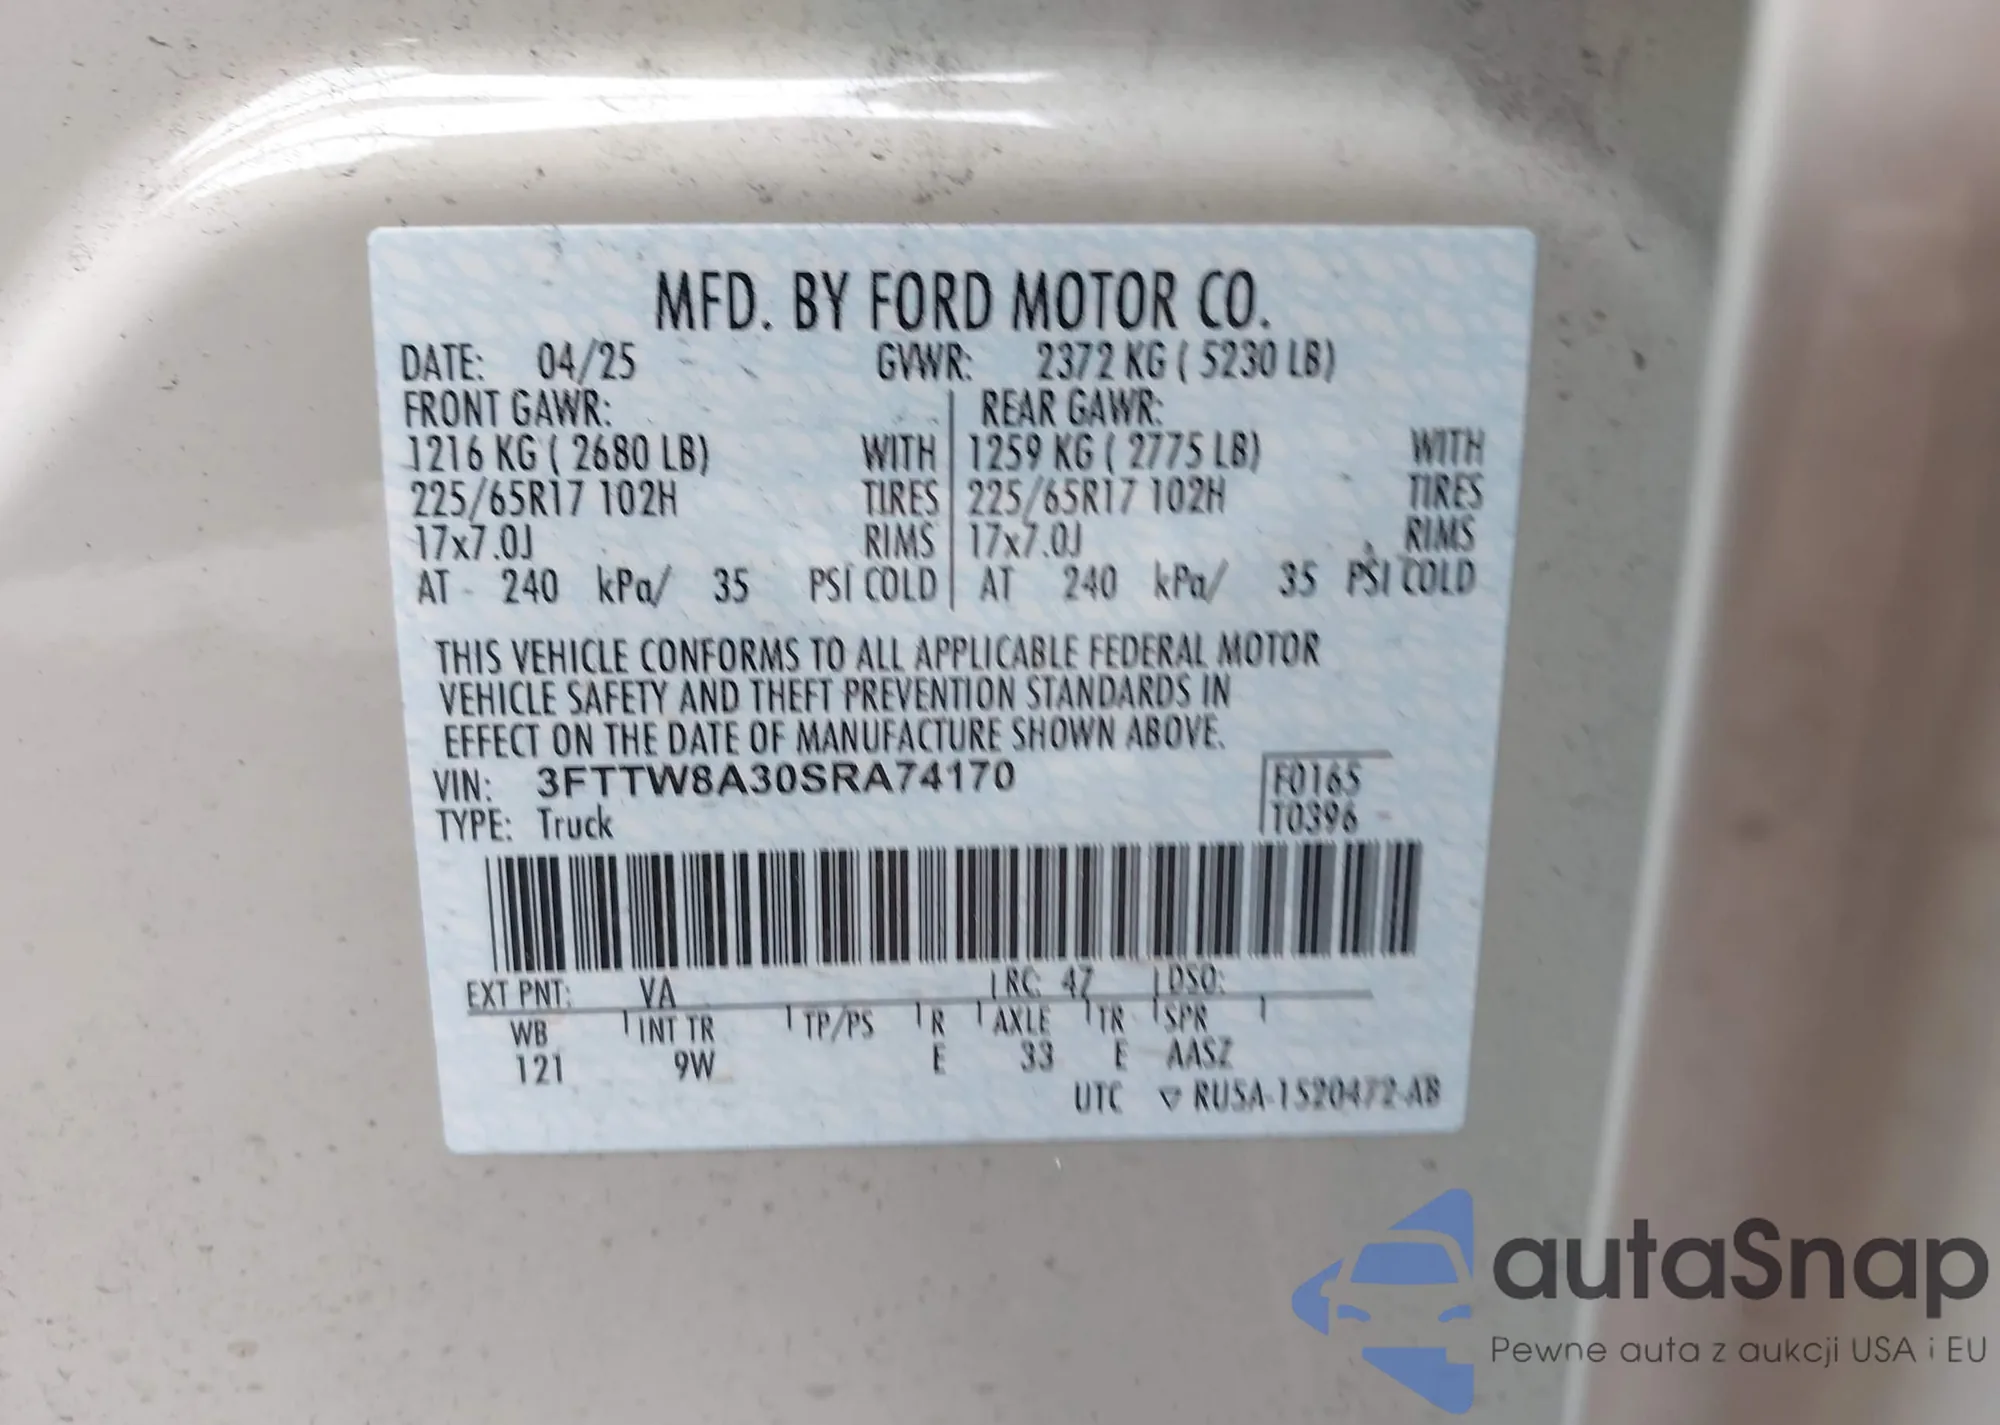 MFD. BY FORD MOTOR CO.
DATE: 04/25 GVWR: 2372 KG ( 5230 LB)
FRONT GAWR: REAR GAWR:
1216 KG ( 2680 LB) WITH 1259 KG ( 2775 LB) WITH
225/65R17 102H TIRES 225/65R17 102H TIRES
17x7.0J RIMS 17x7.0J RIMS
AT - 240 kPa/ 35 PSI COLD AT 240 kPa/ 35 PSI COLD
THIS VEHICLE CONFORMS TO ALL APPLICABLE FEDERAL MOTOR
VEHICLE SAFETY AND THEFT PREVENTION STANDARDS IN
EFFECT ON THE DATE OF MANUFACTURE SHOWN ABOVE.
VIN: 3FTTW8A30SRA74170 F0165
TYPE: Truck T0396
EXT PNT: VA RC: 47 DSO:
WB INT TR TP/PS R AXLE TR SPR
121 9W E 33 E AASZ
UTC ▽ RU5A-1520472-AB
autaSnap
Pewne auta z aukcji USA i EU